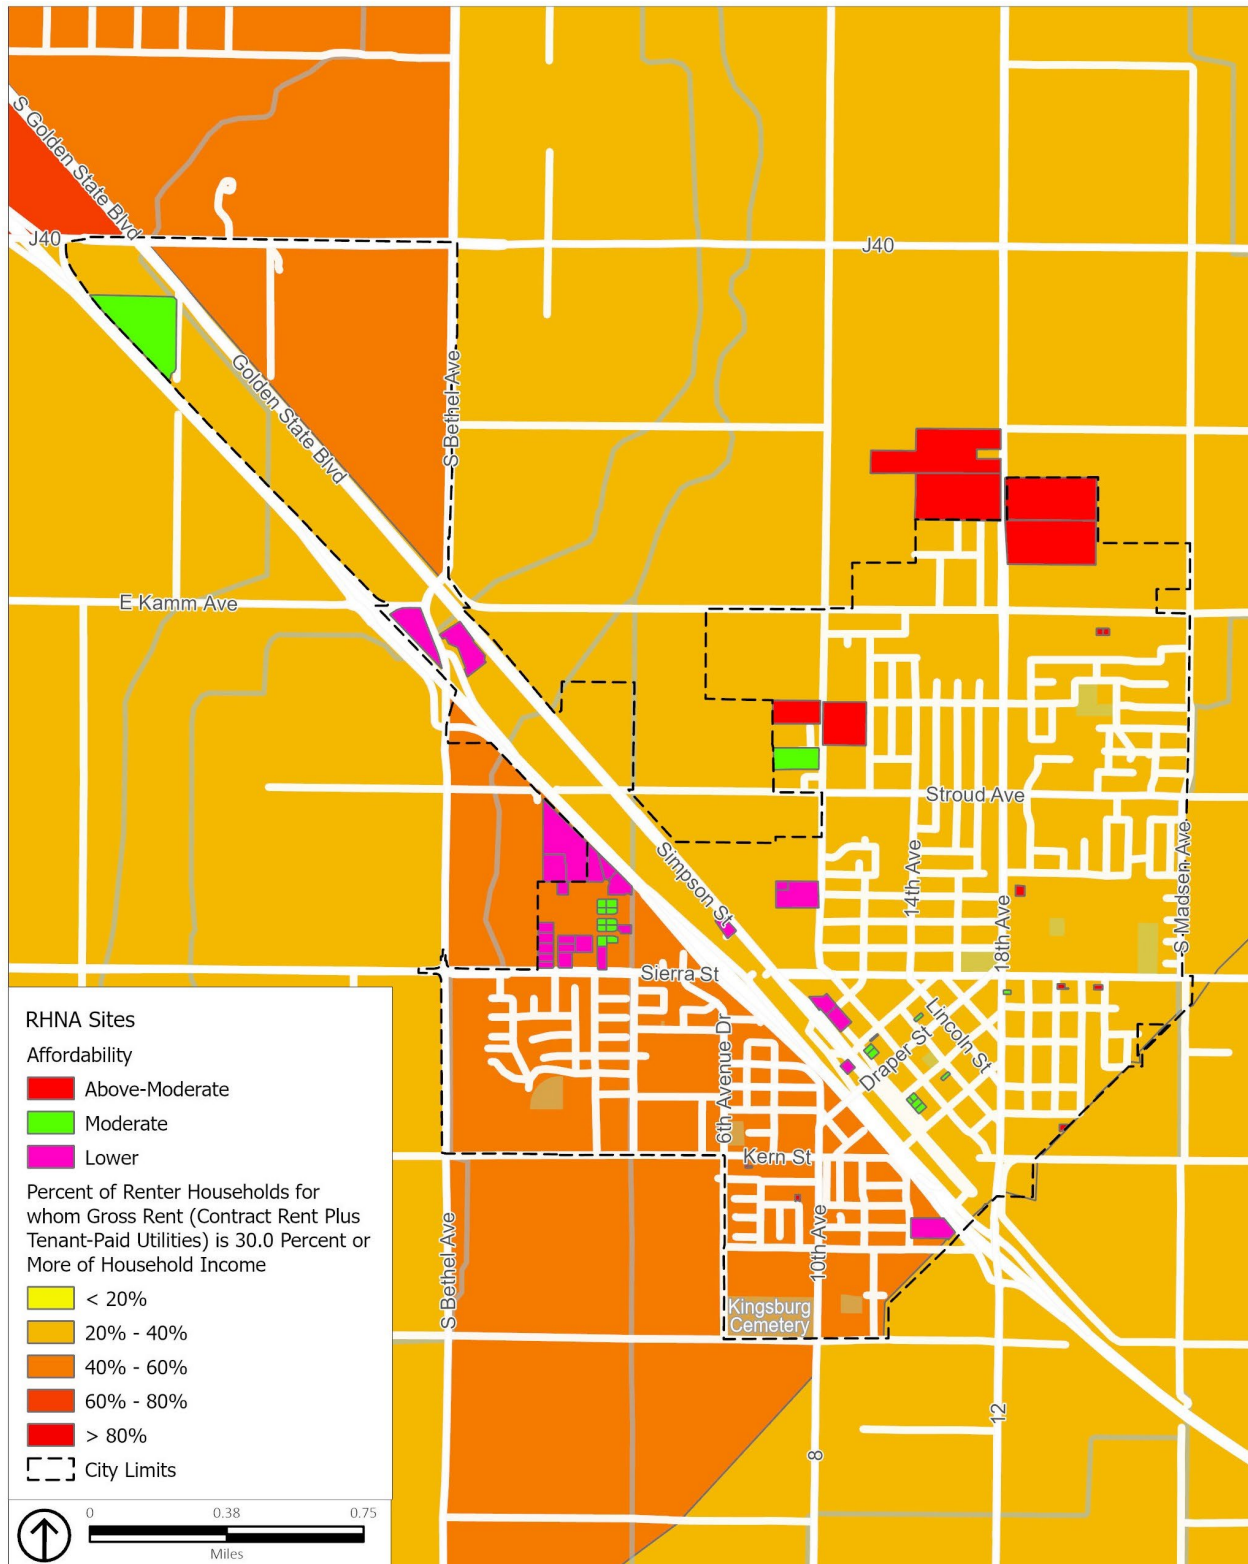 S Golden State Blvd
J40
J40
Golden State Blvd
S Bethel Ave
E Kamm Ave
Stroud Ave
Simpson St
14th Ave
18th Ave
S Madsen Ave
Sierra St
6th Avenue Dr
Lincoln St
Draper St
Kern St
10th Ave
S Bethel Ave
Kingsburg
Cemetery
12
8
RHNA Sites
Affordability
Above-Moderate
Moderate
Lower
Percent of Renter Households for
whom Gross Rent (Contract Rent Plus
Tenant-Paid Utilities) is 30.0 Percent or
More of Household Income
< 20%
20% - 40%
40% - 60%
60% - 80%
> 80%
City Limits
0 0.38 0.75
Miles